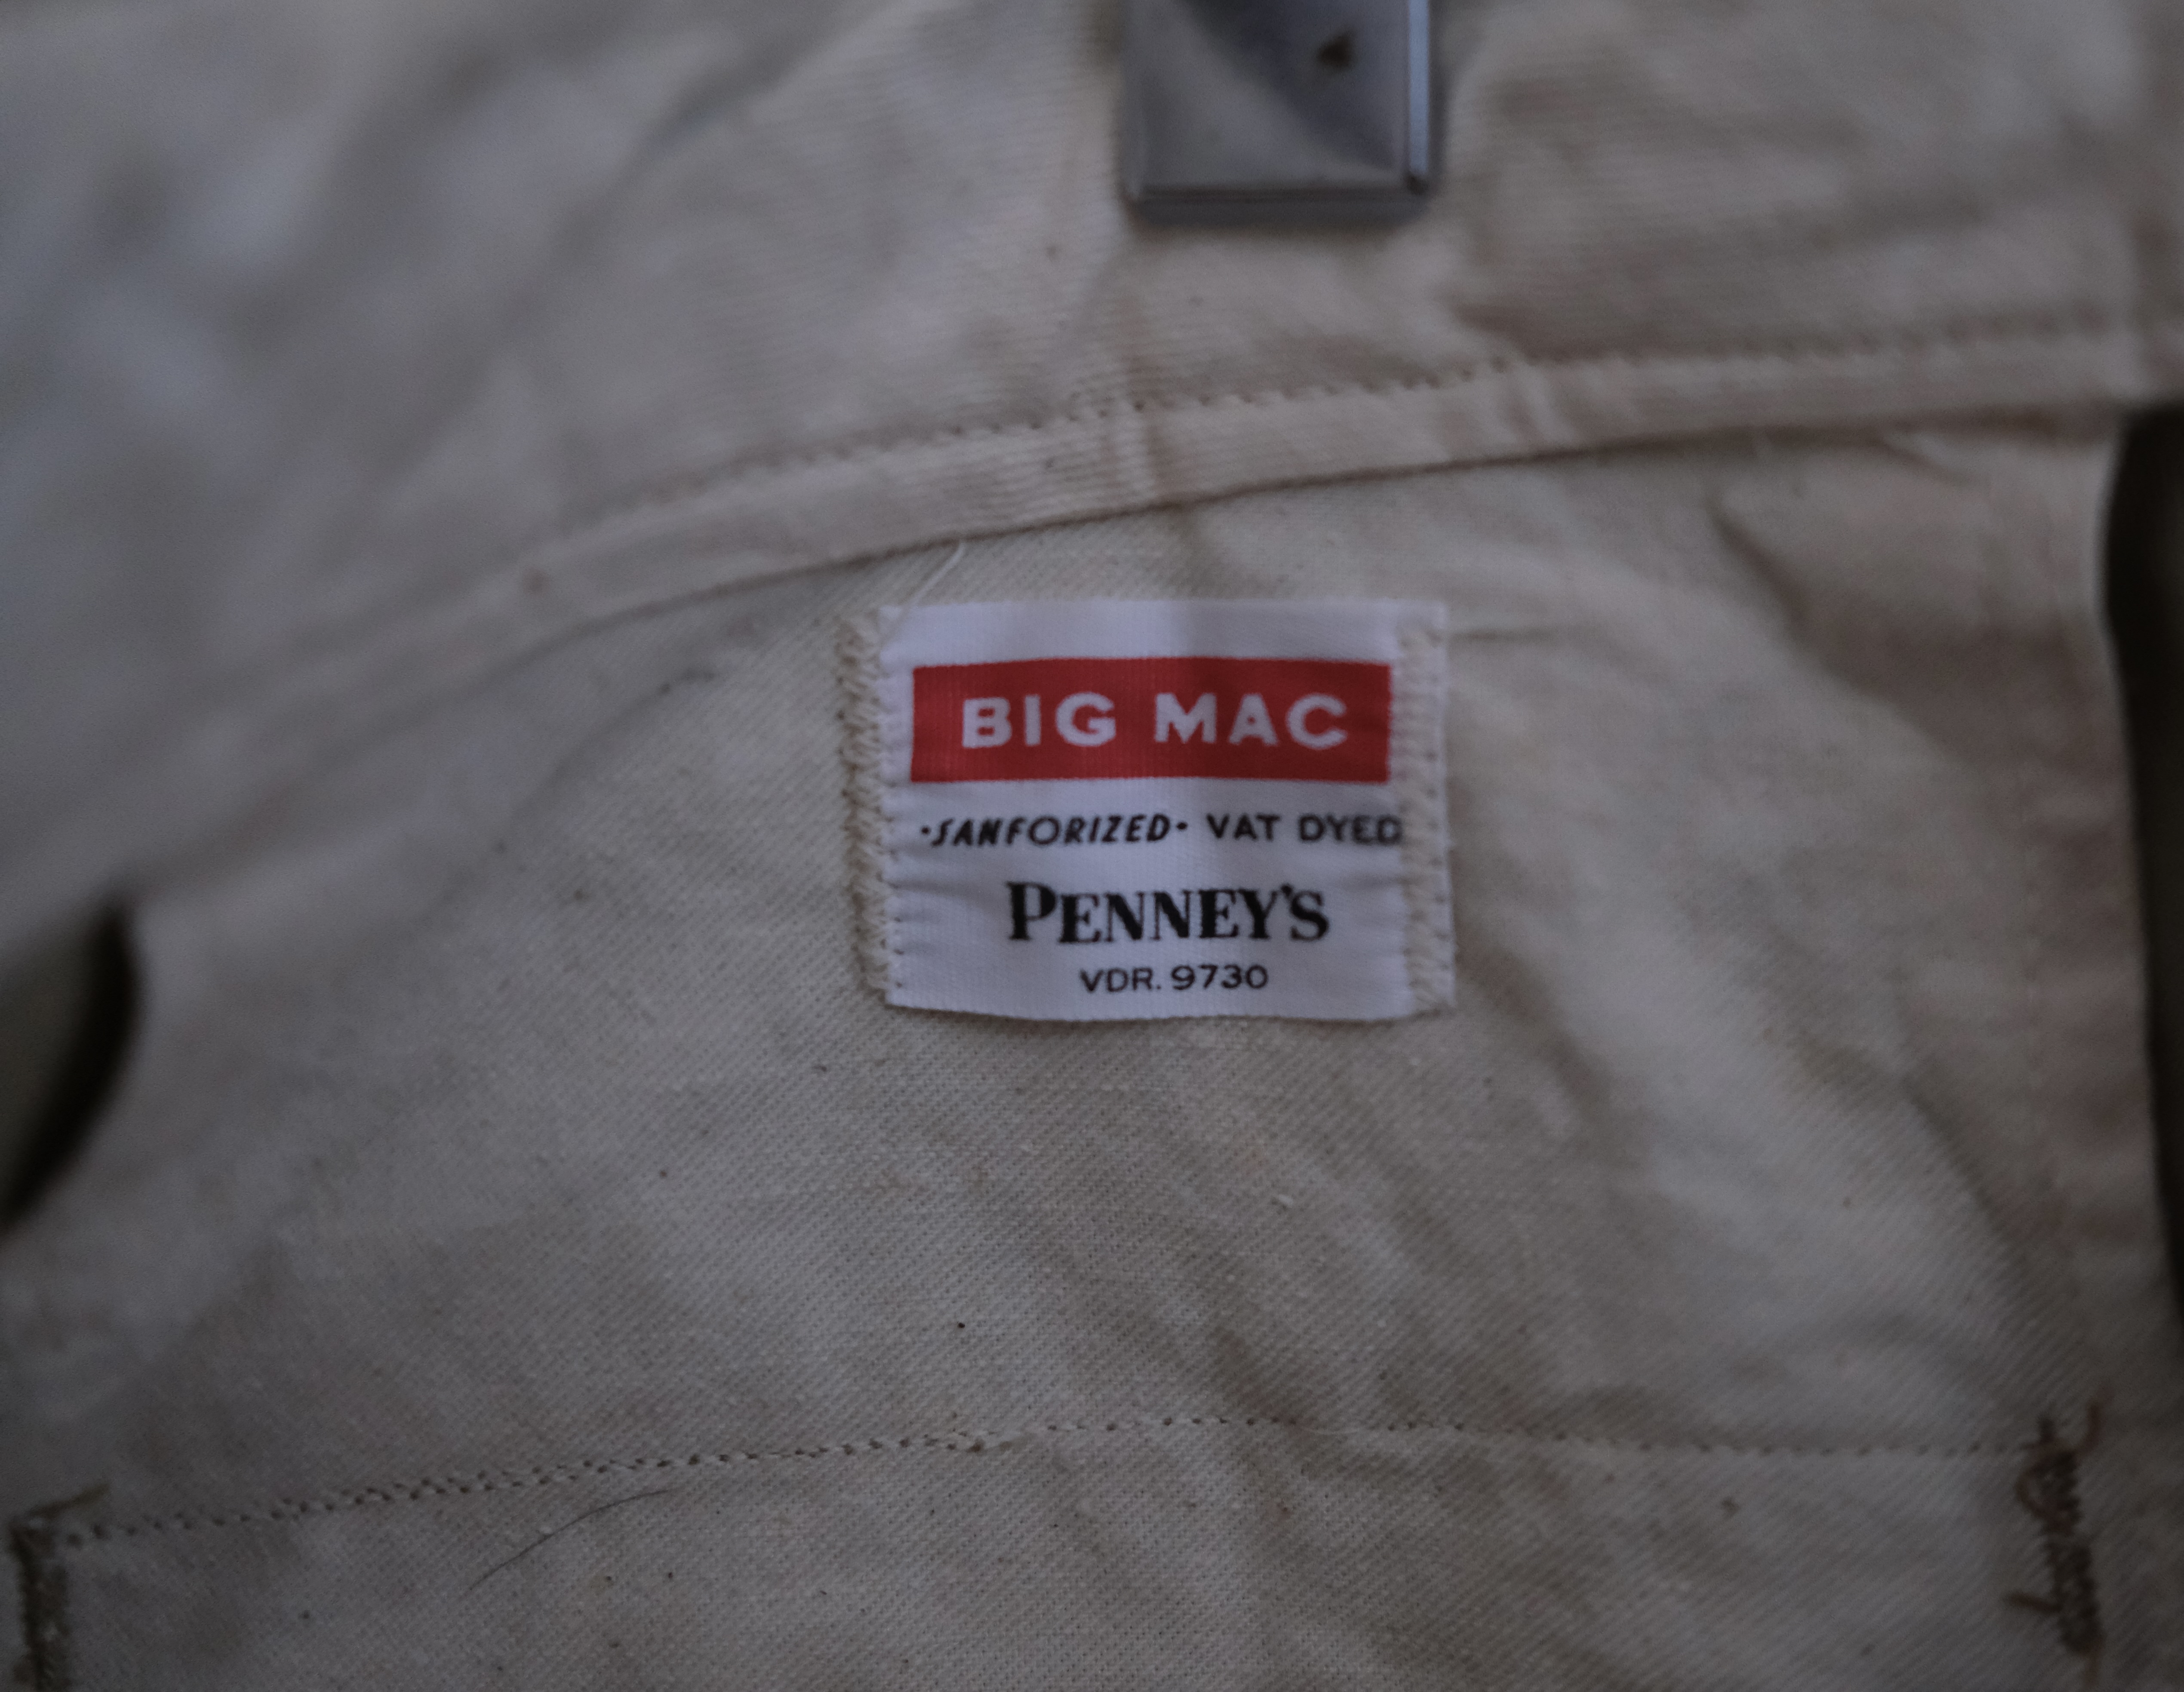 BIG MAC
·SANFORIZED· VAT DYED
PENNEY'S
VDR. 9730